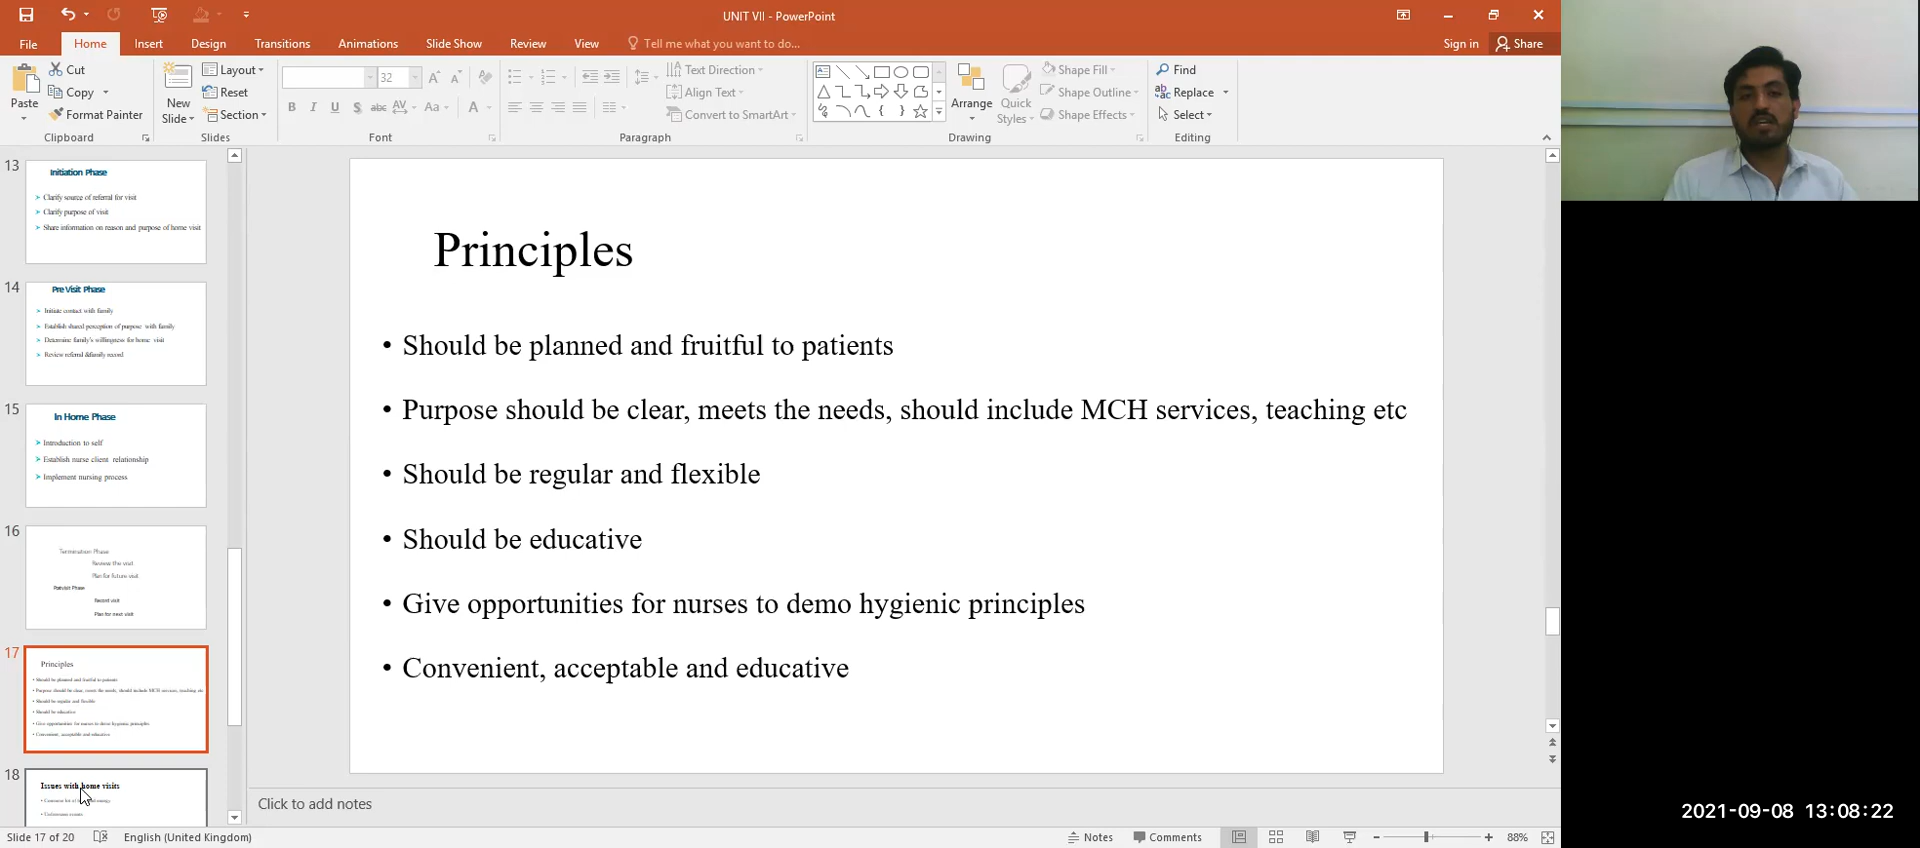 UNIT VII - PowerPoint
File
Home
Insert
Design
Transitions
Animations
Slide Show
Review
View
Tell me what you want to do...
Sign in
Share
Paste
Cut
Copy
Format Painter
Clipboard
New
Slide
Layout
Reset
Section
Slides
32
B I U S abc AV Aa A
Font
Text Direction
Align Text
Convert to SmartArt
Paragraph
Arrange
Quick
Styles
Shape Fill
Shape Outline
Shape Effects
Drawing
Find
Replace
Select
Editing
13
Initiation Phase
Clarify source of referral for visit
Clarify purpose of visit
Share information on reason and purpose of home visit
14
Pre Visit Phase
Initiate contact with family
Establish shared perception of purpose with family
Determine family's willingness for home visit
Review referral &family record
15
In Home Phase
Introduction to self
Establish nurse client relationship
Implement nursing process
16
Termination Phase
Review the visit
Plan for future visit
Record visit
Plan for next visit
17
Principles
• Should be planned and fruitful to patients
• Purpose should be clear, meets the needs, should include MCH services, teaching etc
• Should be regular and flexible
• Should be educative
• Give opportunities for nurses to demo hygienic principles
• Convenient, acceptable and educative
18
Issues with home visits
Principles
• Should be planned and fruitful to patients
• Purpose should be clear, meets the needs, should include MCH services, teaching etc
• Should be regular and flexible
• Should be educative
• Give opportunities for nurses to demo hygienic principles
• Convenient, acceptable and educative
Click to add notes
Slide 17 of 20
English (United Kingdom)
Notes
Comments
88%
2021-09-08 13:08:22